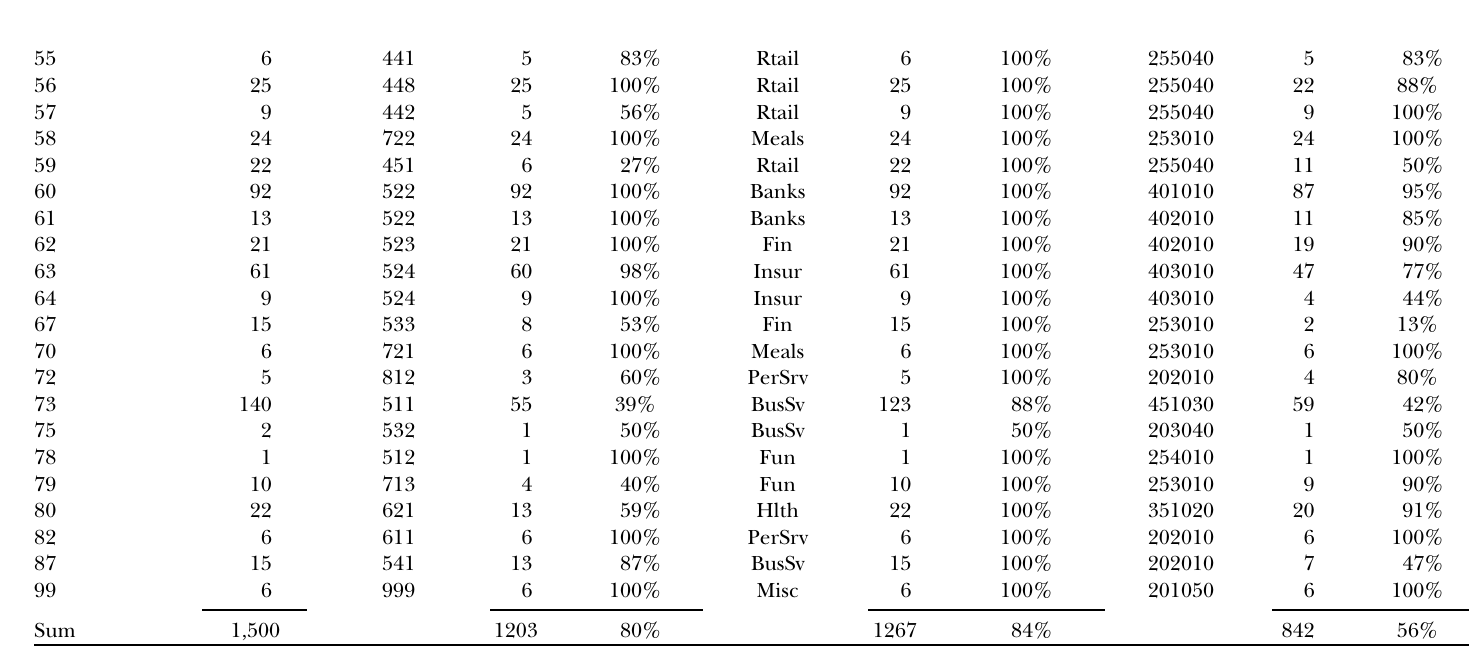 55 6 441 5 83% Rtail 6 100% 255040 5 83%
56 25 448 25 100% Rtail 25 100% 255040 22 88%
57 9 442 5 56% Rtail 9 100% 255040 9 100%
58 24 722 24 100% Meals 24 100% 253010 24 100%
59 22 451 6 27% Rtail 22 100% 255040 11 50%
60 92 522 92 100% Banks 92 100% 401010 87 95%
61 13 522 13 100% Banks 13 100% 402010 11 85%
62 21 523 21 100% Fin 21 100% 402010 19 90%
63 61 524 60 98% Insur 61 100% 403010 47 77%
64 9 524 9 100% Insur 9 100% 403010 4 44%
67 15 533 8 53% Fin 15 100% 253010 2 13%
70 6 721 6 100% Meals 6 100% 253010 6 100%
72 5 812 3 60% PerSrv 5 100% 202010 4 80%
73 140 511 55 39% BusSv 123 88% 451030 59 42%
75 2 532 1 50% BusSv 1 50% 203040 1 50%
78 1 512 1 100% Fun 1 100% 254010 1 100%
79 10 713 4 40% Fun 10 100% 253010 9 90%
80 22 621 13 59% Hlth 22 100% 351020 20 91%
82 6 611 6 100% PerSrv 6 100% 202010 6 100%
87 15 541 13 87% BusSv 15 100% 202010 7 47%
99 6 999 6 100% Misc 6 100% 201050 6 100%
Sum 1,500 1203 80% 1267 84% 842 56%